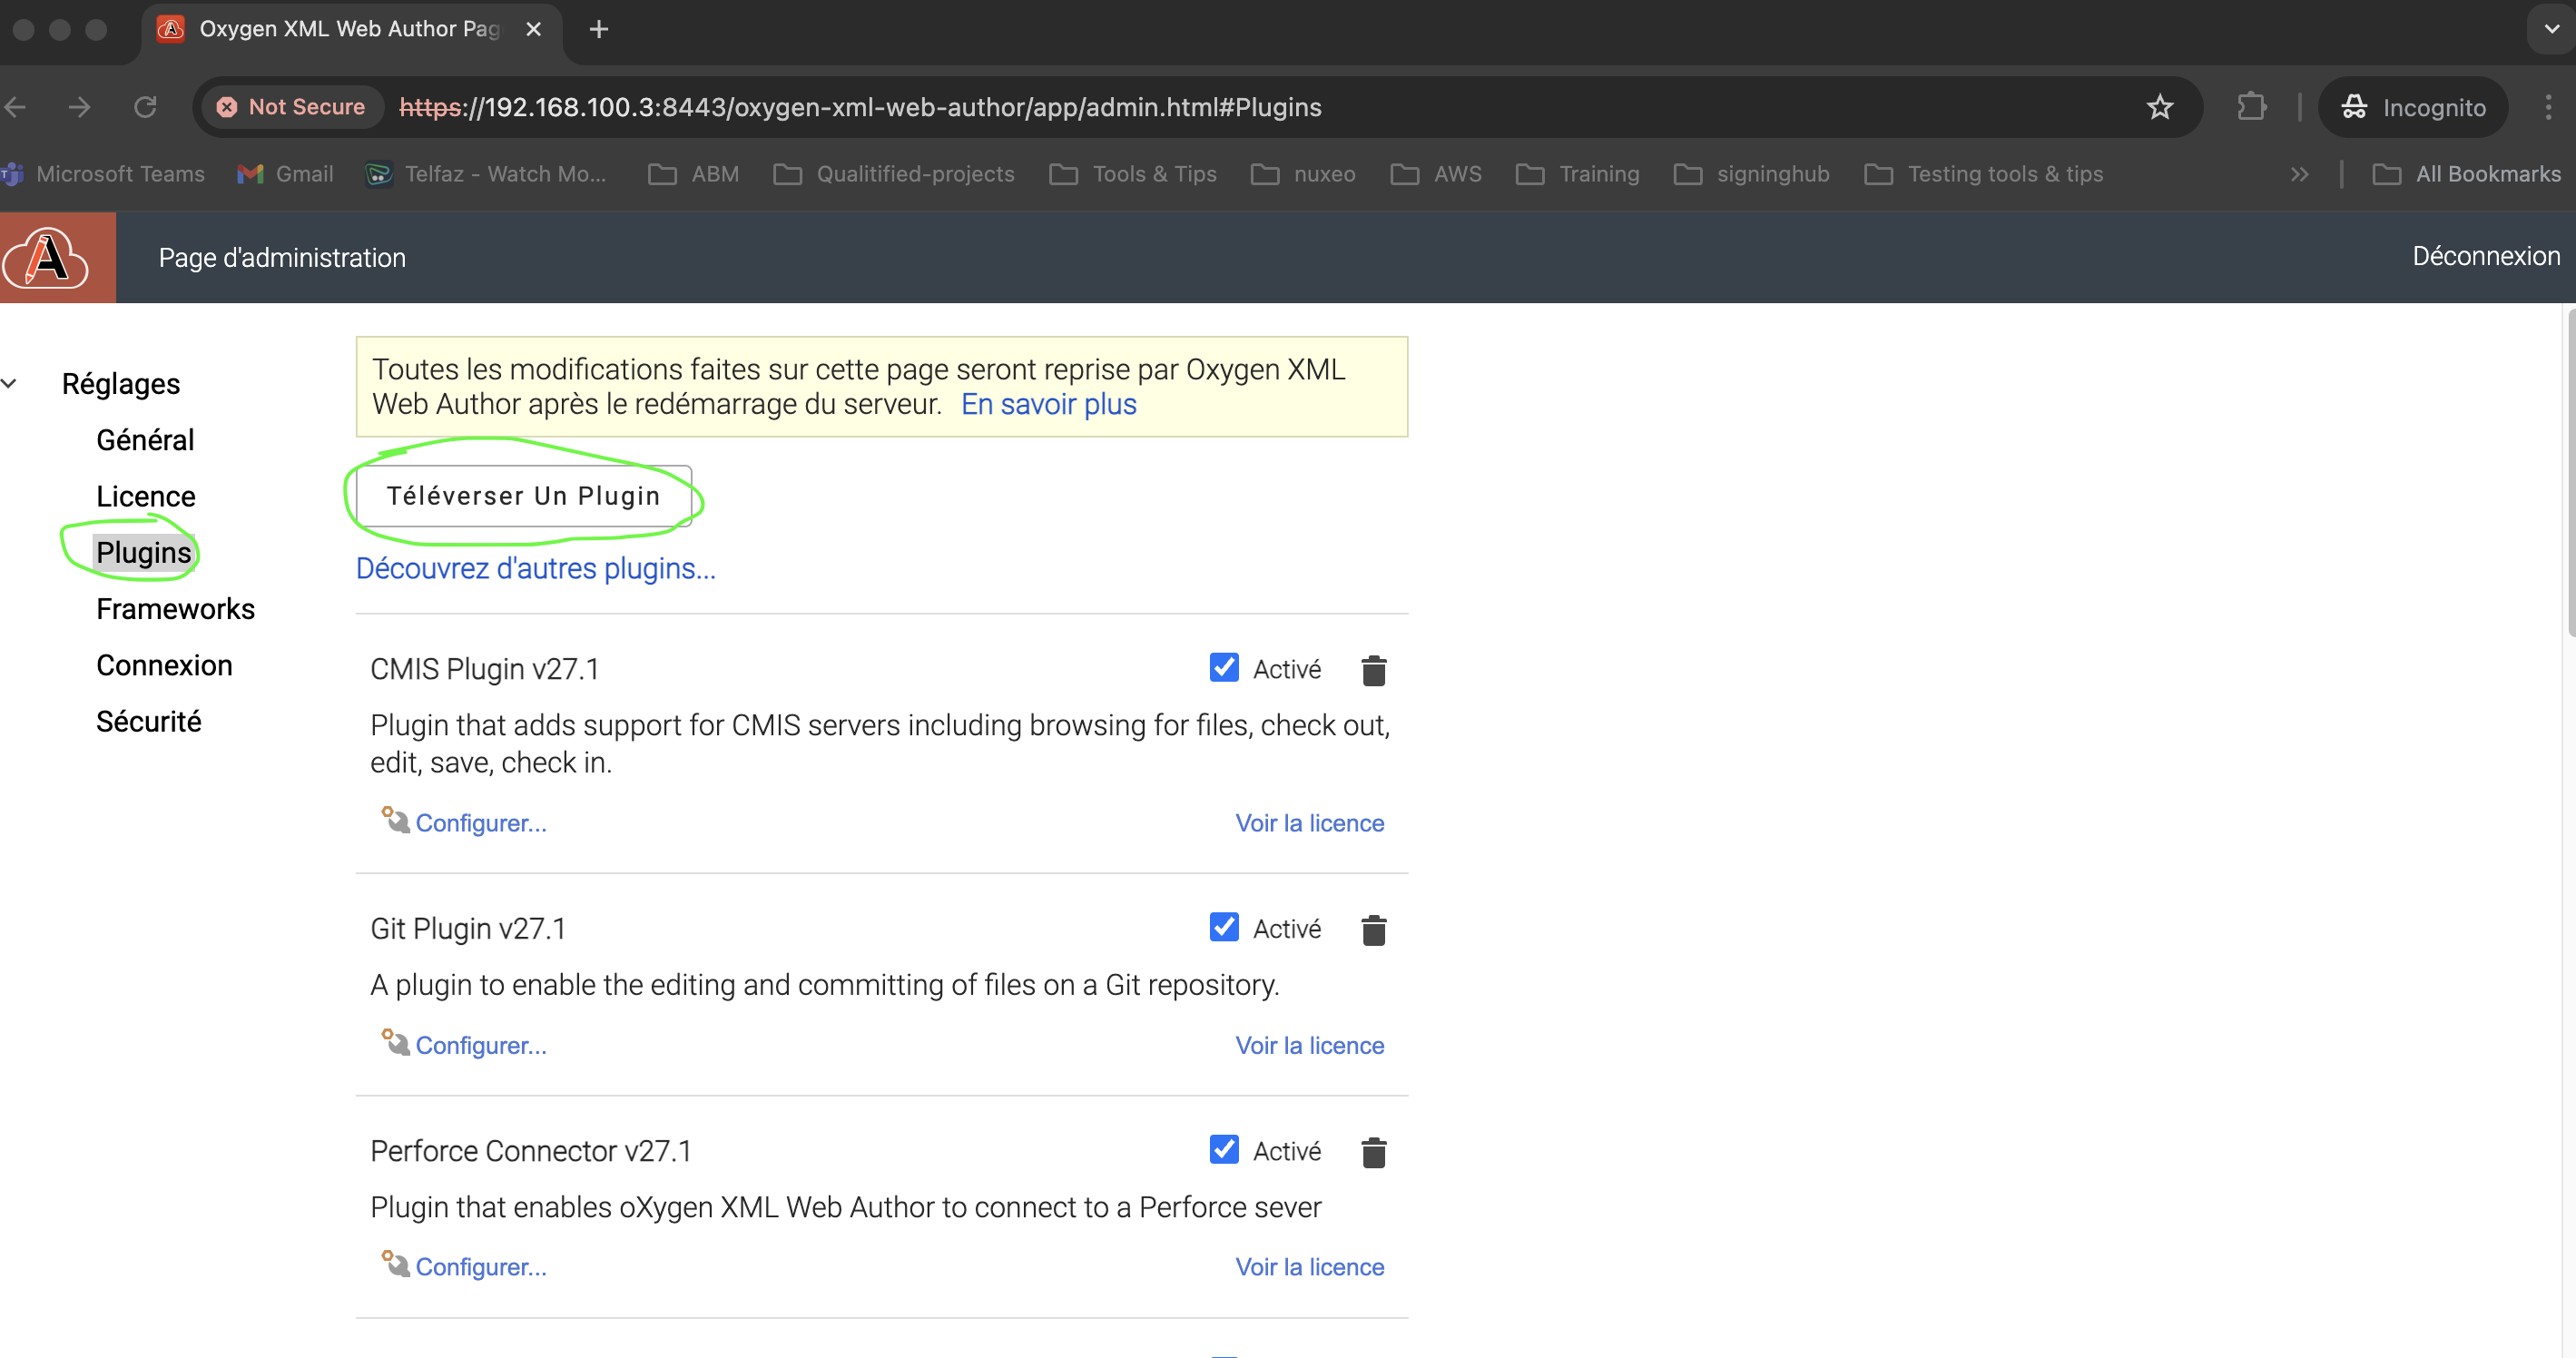 Oxygen XML Web Author Pag
Not Secure https://192.168.100.3:8443/oxygen-xml-web-author/app/admin.html#Plugins Incognito
Microsoft Teams Gmail Telfaz - Watch Mo... ABM Qualitified-projects Tools & Tips nuxeo AWS Training signinghub Testing tools & tips >> All Bookmarks
Page d'administration Déconnexion
Réglages
Général
Licence
Plugins
Frameworks
Connexion
Sécurité
Toutes les modifications faites sur cette page seront reprise par Oxygen XML
Web Author après le redémarrage du serveur. En savoir plus
Téléverser Un Plugin
Découvrez d'autres plugins...
CMIS Plugin v27.1 Activé
Plugin that adds support for CMIS servers including browsing for files, check out,
edit, save, check in.
Configurer... Voir la licence
Git Plugin v27.1 Activé
A plugin to enable the editing and committing of files on a Git repository.
Configurer... Voir la licence
Perforce Connector v27.1 Activé
Plugin that enables oXygen XML Web Author to connect to a Perforce sever
Configurer... Voir la licence